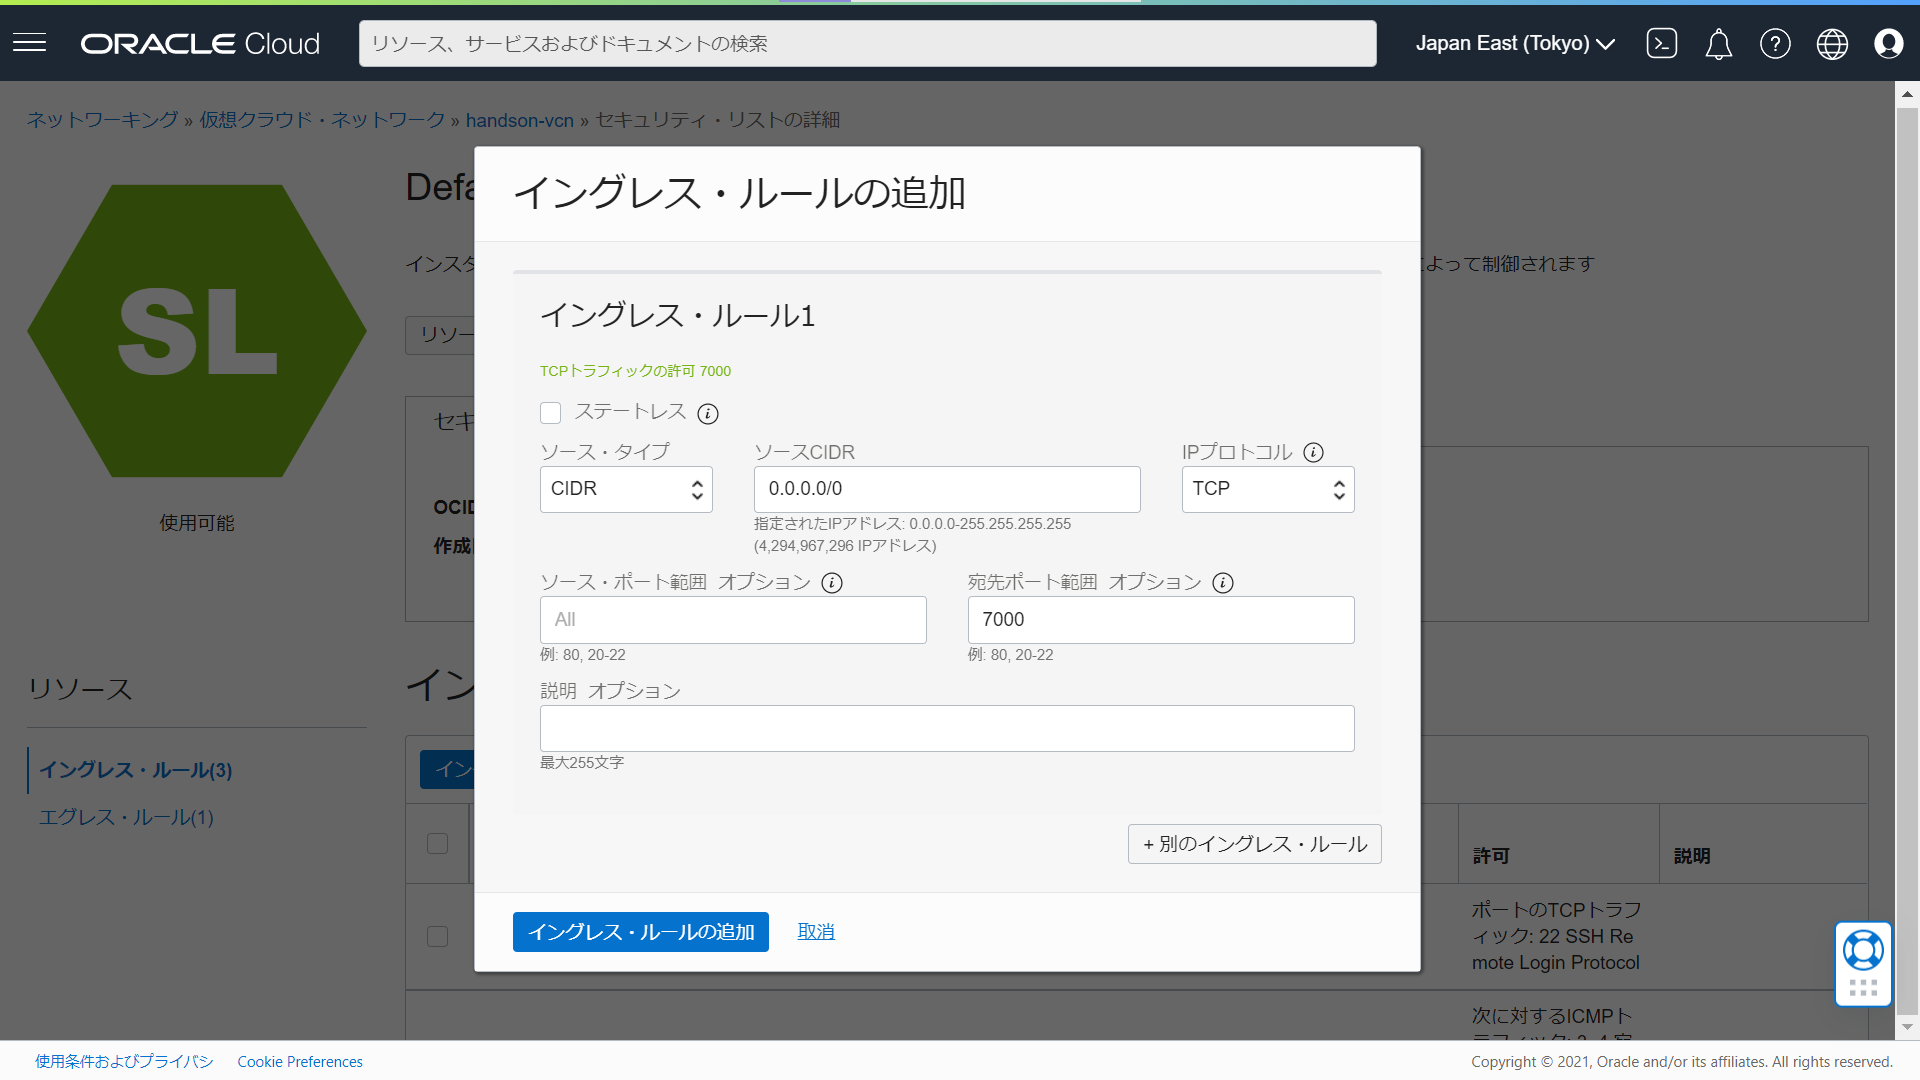 ORACLE Cloud
リソース、サービスおよびドキュメントの検索
Japan East (Tokyo)
ネットワーキング » 仮想クラウド・ネットワーク » handson-vcn » セキュリティ・リストの詳細
SL
使用可能
リソース
イングレス・ルール(3)
エグレス・ルール(1)
Defa
インスタ
よって制御されます
リソー
セキ
OCID
作成
イン
イン
許可
説明
ポートのTCPトラフ
ィック: 22 SSH Re
mote Login Protocol
次に対するICMPト
イングレス・ルールの追加
イングレス・ルール1
TCPトラフィックの許可 7000
ステートレス
ソース・タイプ
CIDR
ソースCIDR
0.0.0.0/0
指定されたIPアドレス: 0.0.0.0-255.255.255.255
(4,294,967,296 IPアドレス)
IPプロトコル
TCP
ソース・ポート範囲 オプション
All
例: 80, 20-22
宛先ポート範囲 オプション
7000
例: 80, 20-22
説明 オプション
最大255文字
+ 別のイングレス・ルール
イングレス・ルールの追加
取消
使用条件およびプライバシ
Cookie Preferences
Copyright © 2021, Oracle and/or its affiliates. All rights reserved.